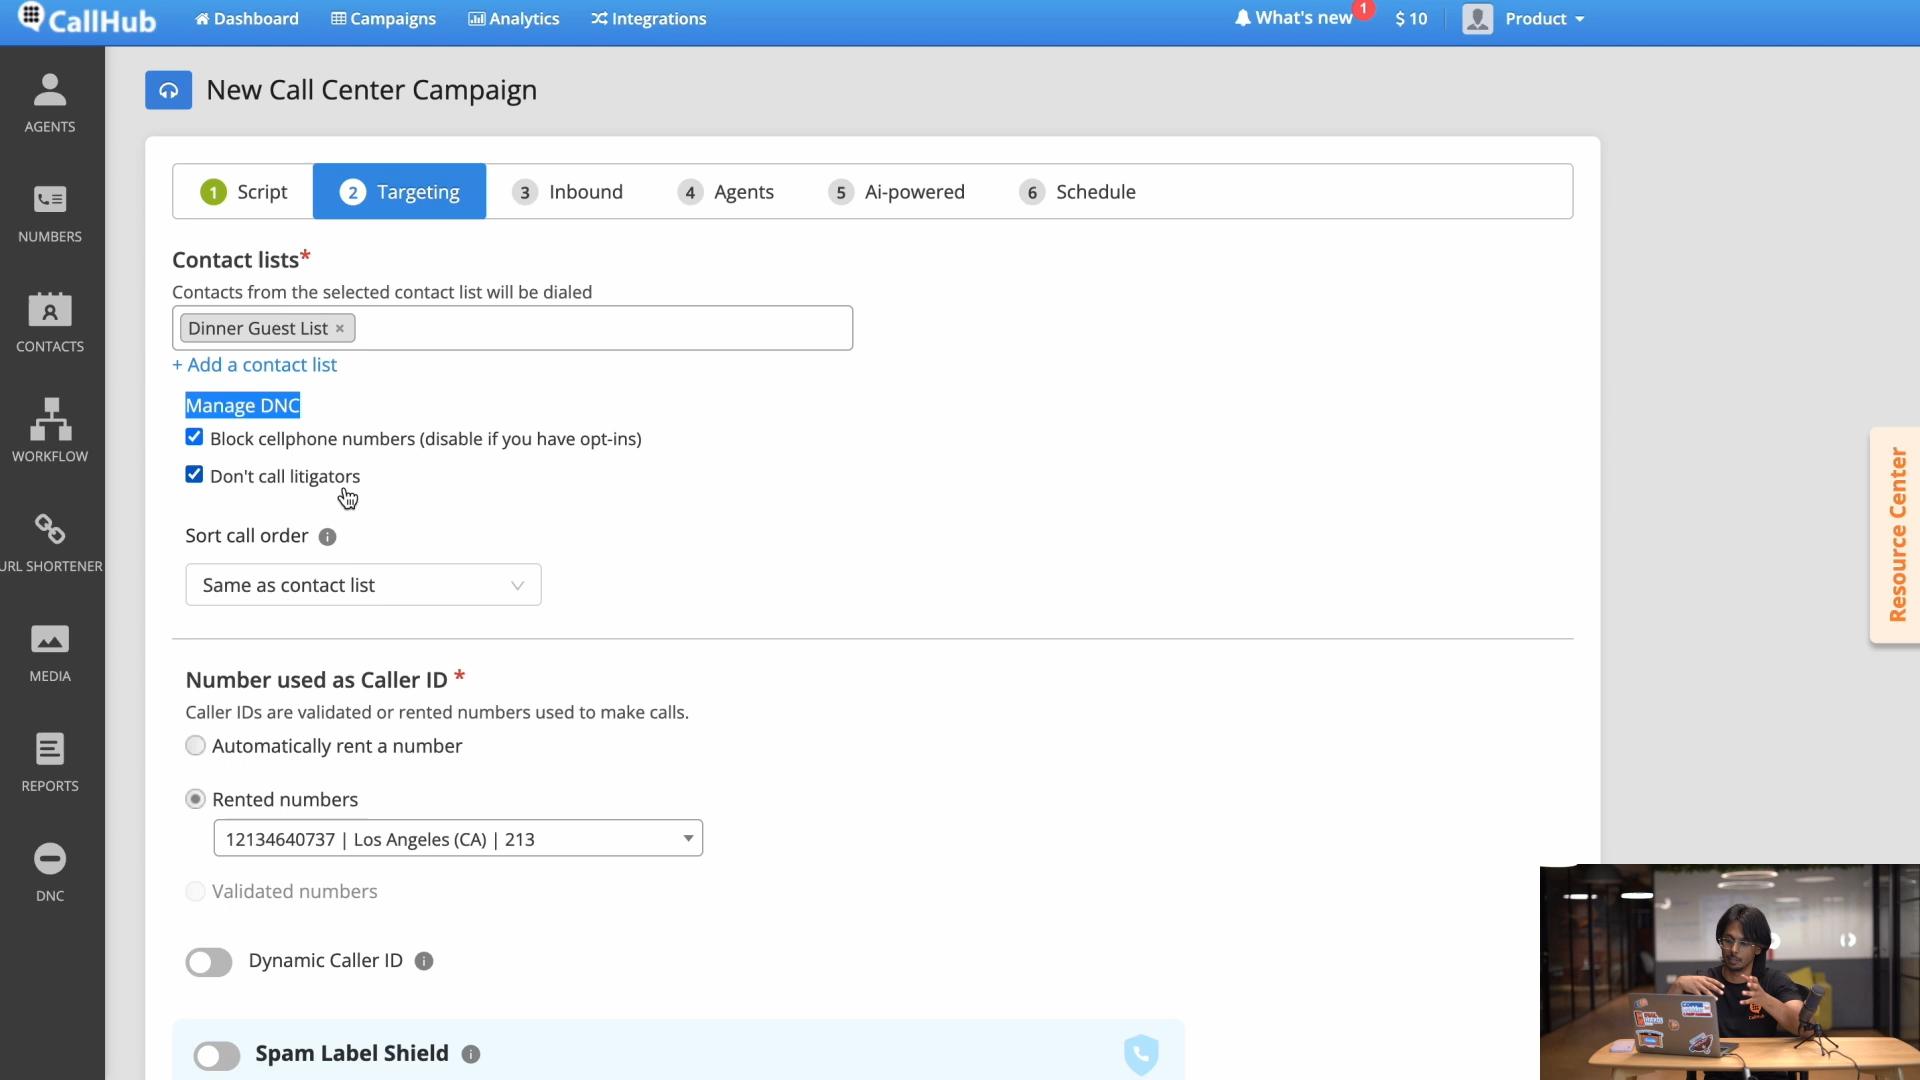 CallHub
Dashboard
Campaigns
Analytics
Integrations
What's new
1
$ 10
Product
AGENTS
NUMBERS
CONTACTS
WORKFLOW
URL SHORTENER
MEDIA
REPORTS
DNC
New Call Center Campaign
1 Script
2 Targeting
3 Inbound
4 Agents
5 Ai-powered
6 Schedule
Contact lists*
Contacts from the selected contact list will be dialed
Dinner Guest List ×
+ Add a contact list
Manage DNC
Block cellphone numbers (disable if you have opt-ins)
Don't call litigators
Sort call order
Same as contact list
Number used as Caller ID *
Caller IDs are validated or rented numbers used to make calls.
Automatically rent a number
Rented numbers
12134640737 | Los Angeles (CA) | 213
Validated numbers
Dynamic Caller ID
Spam Label Shield
Resource Center